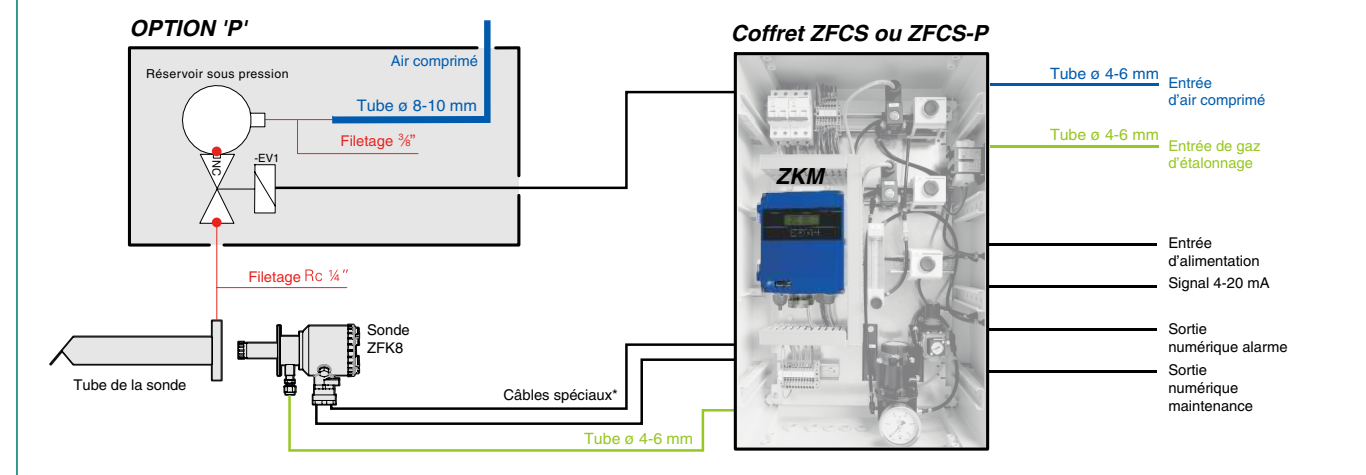 OPTION 'P'
Réservoir sous pression
Air comprimé
Tube ø 8-10 mm
Filetage ⅜”
NC
-EV1
Filetage Rc ¼"
Tube de la sonde
Sonde
ZFK8
Câbles spéciaux*
Tube ø 4-6 mm
Coffret ZFCS ou ZFCS-P
ZKM
Tube ø 4-6 mm
Entrée
d’air comprimé
Tube ø 4-6 mm
Entrée de gaz
d’étalonnage
Entrée
d’alimentation
Signal 4-20 mA
Sortie
numérique alarme
Sortie
numérique
maintenance